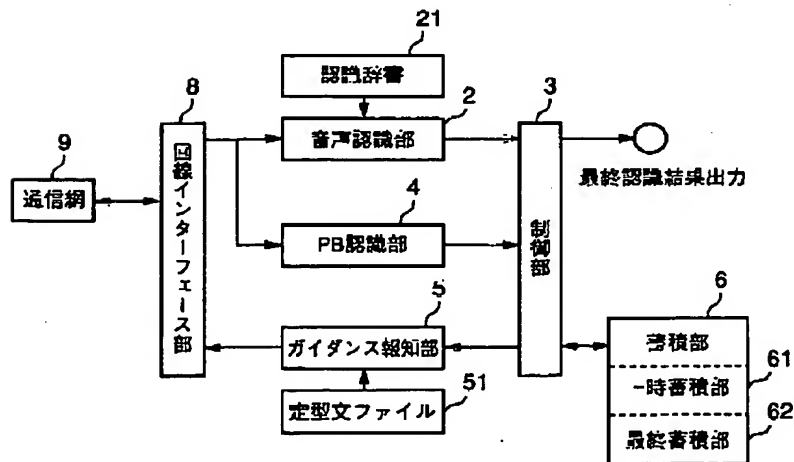 21
認識辞書
8
2
3
音声認識部
9
回線インターフェース部
通信網
最終認識結果出力
4
PB認識部
制御部
5
6
ガイダンス報知部
蓄積部
61
一時蓄積部
51
定型文ファイル
62
最終蓄積部